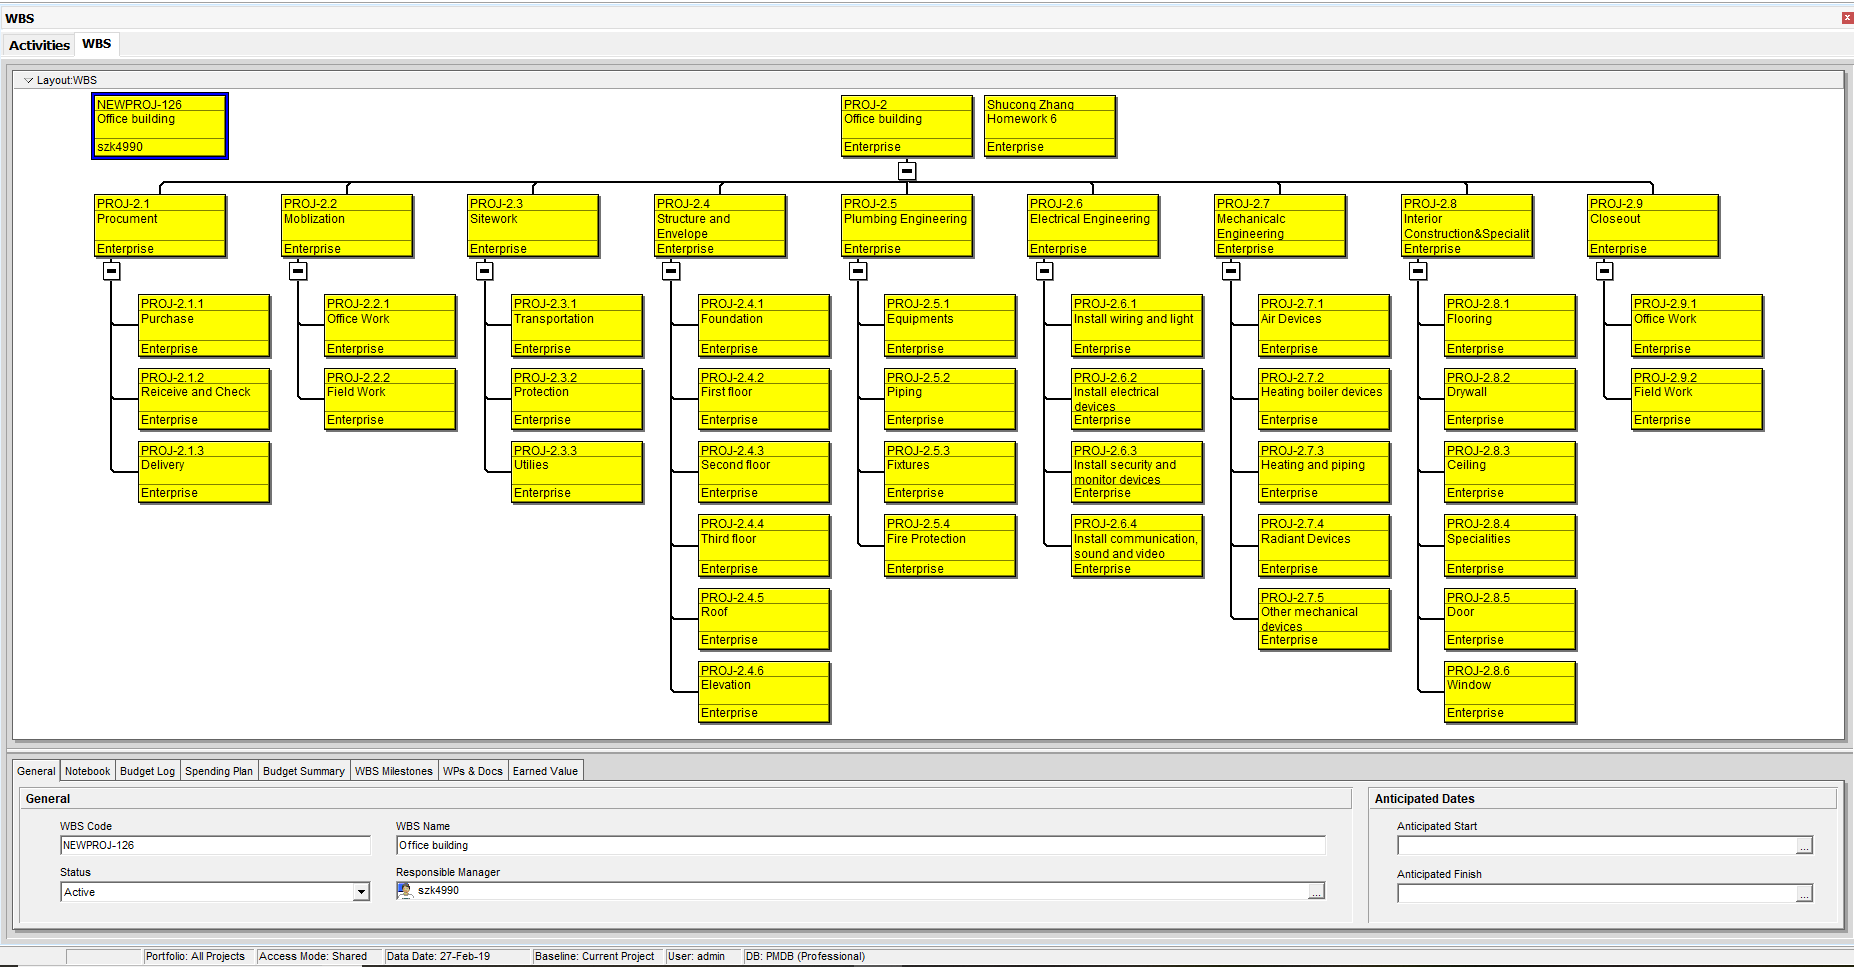 WBS
Activities
WBS
Layout:WBS
NEWPROJ-126
Office building
szk4990
PROJ-2
Office building
Enterprise
Shucong Zhang
Homework 6
Enterprise
PROJ-2.1
Procument
Enterprise
PROJ-2.2
Moblization
Enterprise
PROJ-2.3
Sitework
Enterprise
PROJ-2.4
Structure and
Envelope
Enterprise
PROJ-2.5
Plumbing Engineering
Enterprise
PROJ-2.6
Electrical Engineering
Enterprise
PROJ-2.7
Mechanicalc
Engineering
Enterprise
PROJ-2.8
Interior
Construction&Specialit
Enterprise
PROJ-2.9
Closeout
Enterprise
PROJ-2.1.1
Purchase
Enterprise
PROJ-2.1.2
Reiceive and Check
Enterprise
PROJ-2.1.3
Delivery
Enterprise
PROJ-2.2.1
Office Work
Enterprise
PROJ-2.2.2
Field Work
Enterprise
PROJ-2.3.1
Transportation
Enterprise
PROJ-2.3.2
Protection
Enterprise
PROJ-2.3.3
Utilies
Enterprise
PROJ-2.4.1
Foundation
Enterprise
PROJ-2.4.2
First floor
Enterprise
PROJ-2.4.3
Second floor
Enterprise
PROJ-2.4.4
Third floor
Enterprise
PROJ-2.4.5
Roof
Enterprise
PROJ-2.4.6
Elevation
Enterprise
PROJ-2.5.1
Equipments
Enterprise
PROJ-2.5.2
Piping
Enterprise
PROJ-2.5.3
Fixtures
Enterprise
PROJ-2.5.4
Fire Protection
Enterprise
PROJ-2.6.1
Install wiring and light
Enterprise
PROJ-2.6.2
Install electrical
devices
Enterprise
PROJ-2.6.3
Install security and
monitor devices
Enterprise
PROJ-2.6.4
Install communication,
sound and video
Enterprise
PROJ-2.7.1
Air Devices
Enterprise
PROJ-2.7.2
Heating boiler devices
Enterprise
PROJ-2.7.3
Heating and piping
Enterprise
PROJ-2.7.4
Radiant Devices
Enterprise
PROJ-2.7.5
Other mechanical
devices
Enterprise
PROJ-2.8.1
Flooring
Enterprise
PROJ-2.8.2
Drywall
Enterprise
PROJ-2.8.3
Ceiling
Enterprise
PROJ-2.8.4
Specialities
Enterprise
PROJ-2.8.5
Door
Enterprise
PROJ-2.8.6
Window
Enterprise
PROJ-2.9.1
Office Work
Enterprise
PROJ-2.9.2
Field Work
Enterprise
General
Notebook
Budget Log
Spending Plan
Budget Summary
WBS Milestones
WPs & Docs
Earned Value
General
WBS Code
NEWPROJ-126
WBS Name
Office building
Status
Active
Responsible Manager
szk4990
...
Anticipated Dates
Anticipated Start
...
Anticipated Finish
...
Portfolio: All Projects
Access Mode: Shared
Data Date: 27-Feb-19
Baseline: Current Project
User: admin
DB: PMDB (Professional)